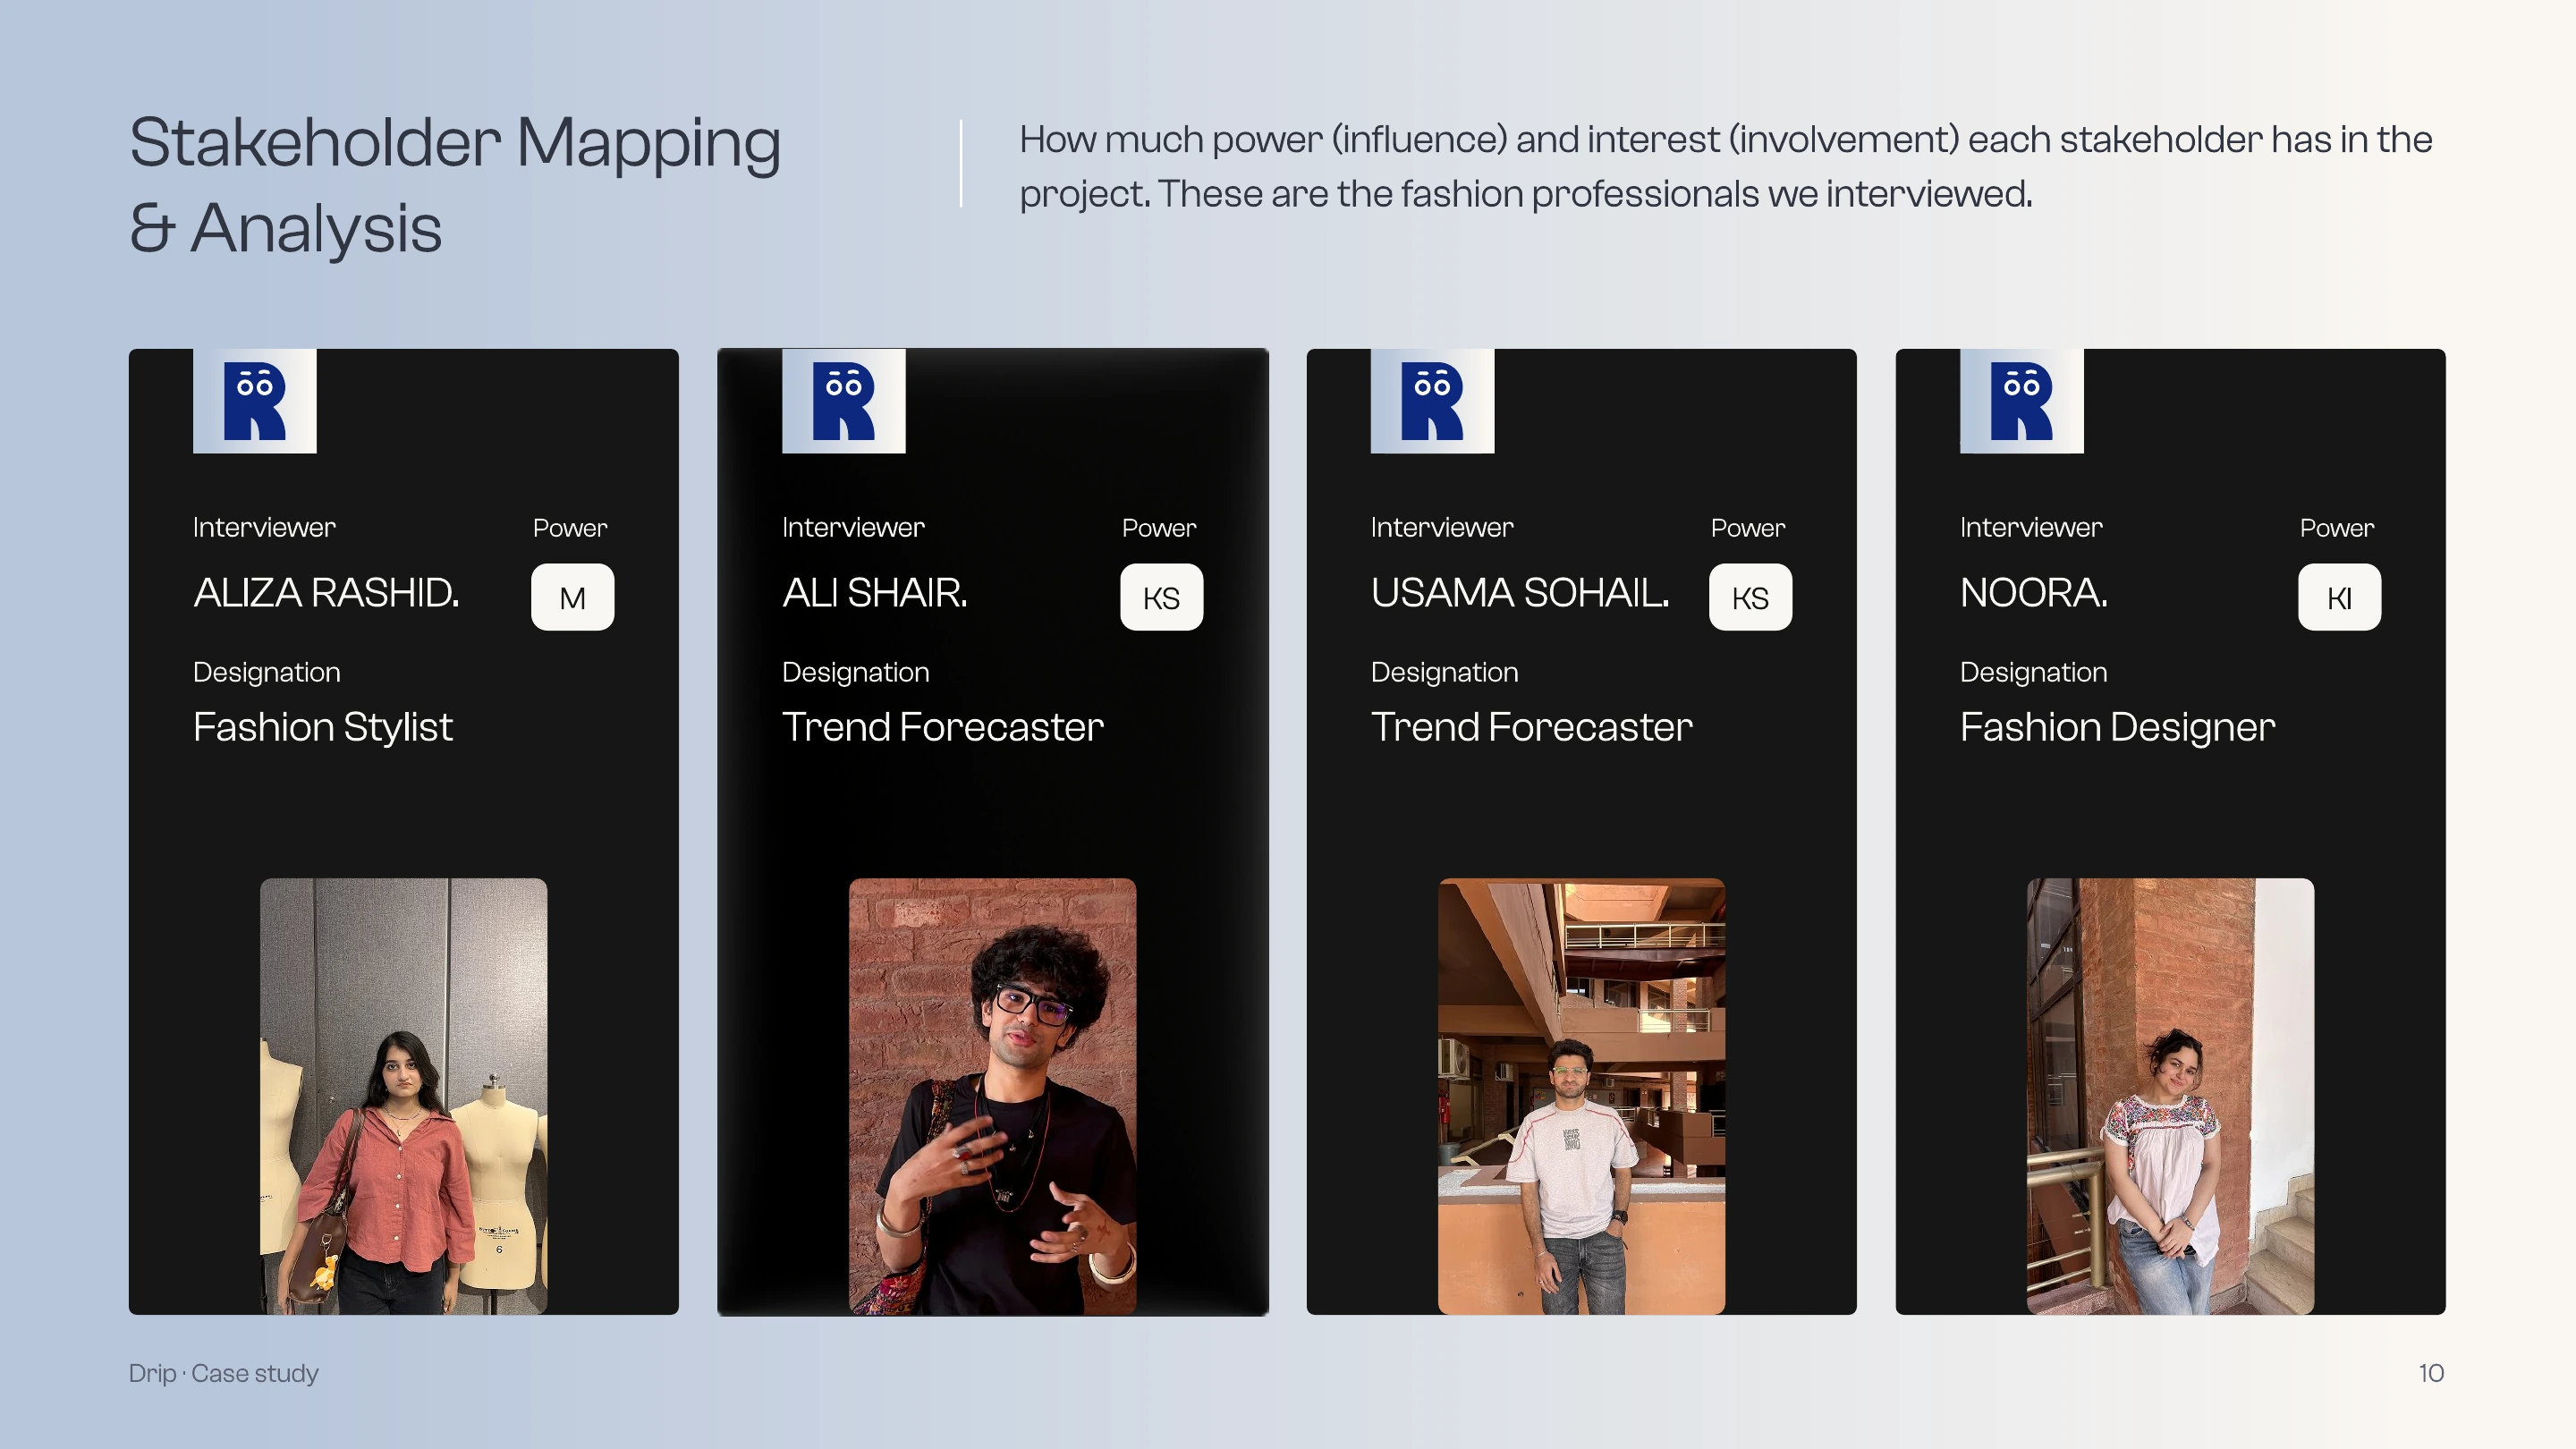 Stakeholder Mapping
& Analysis
How much power (influence) and interest (involvement) each stakeholder has in the
project. These are the fashion professionals we interviewed.
R
Interviewer
Power
ALIZA RASHID.
M
Designation
Fashion Stylist
6
R
Interviewer
Power
ALI SHAIR.
KS
Designation
Trend Forecaster
R
Interviewer
Power
USAMA SOHAIL.
KS
Designation
Trend Forecaster
R
Interviewer
Power
NOORA.
KI
Designation
Fashion Designer
Drip · Case study
10